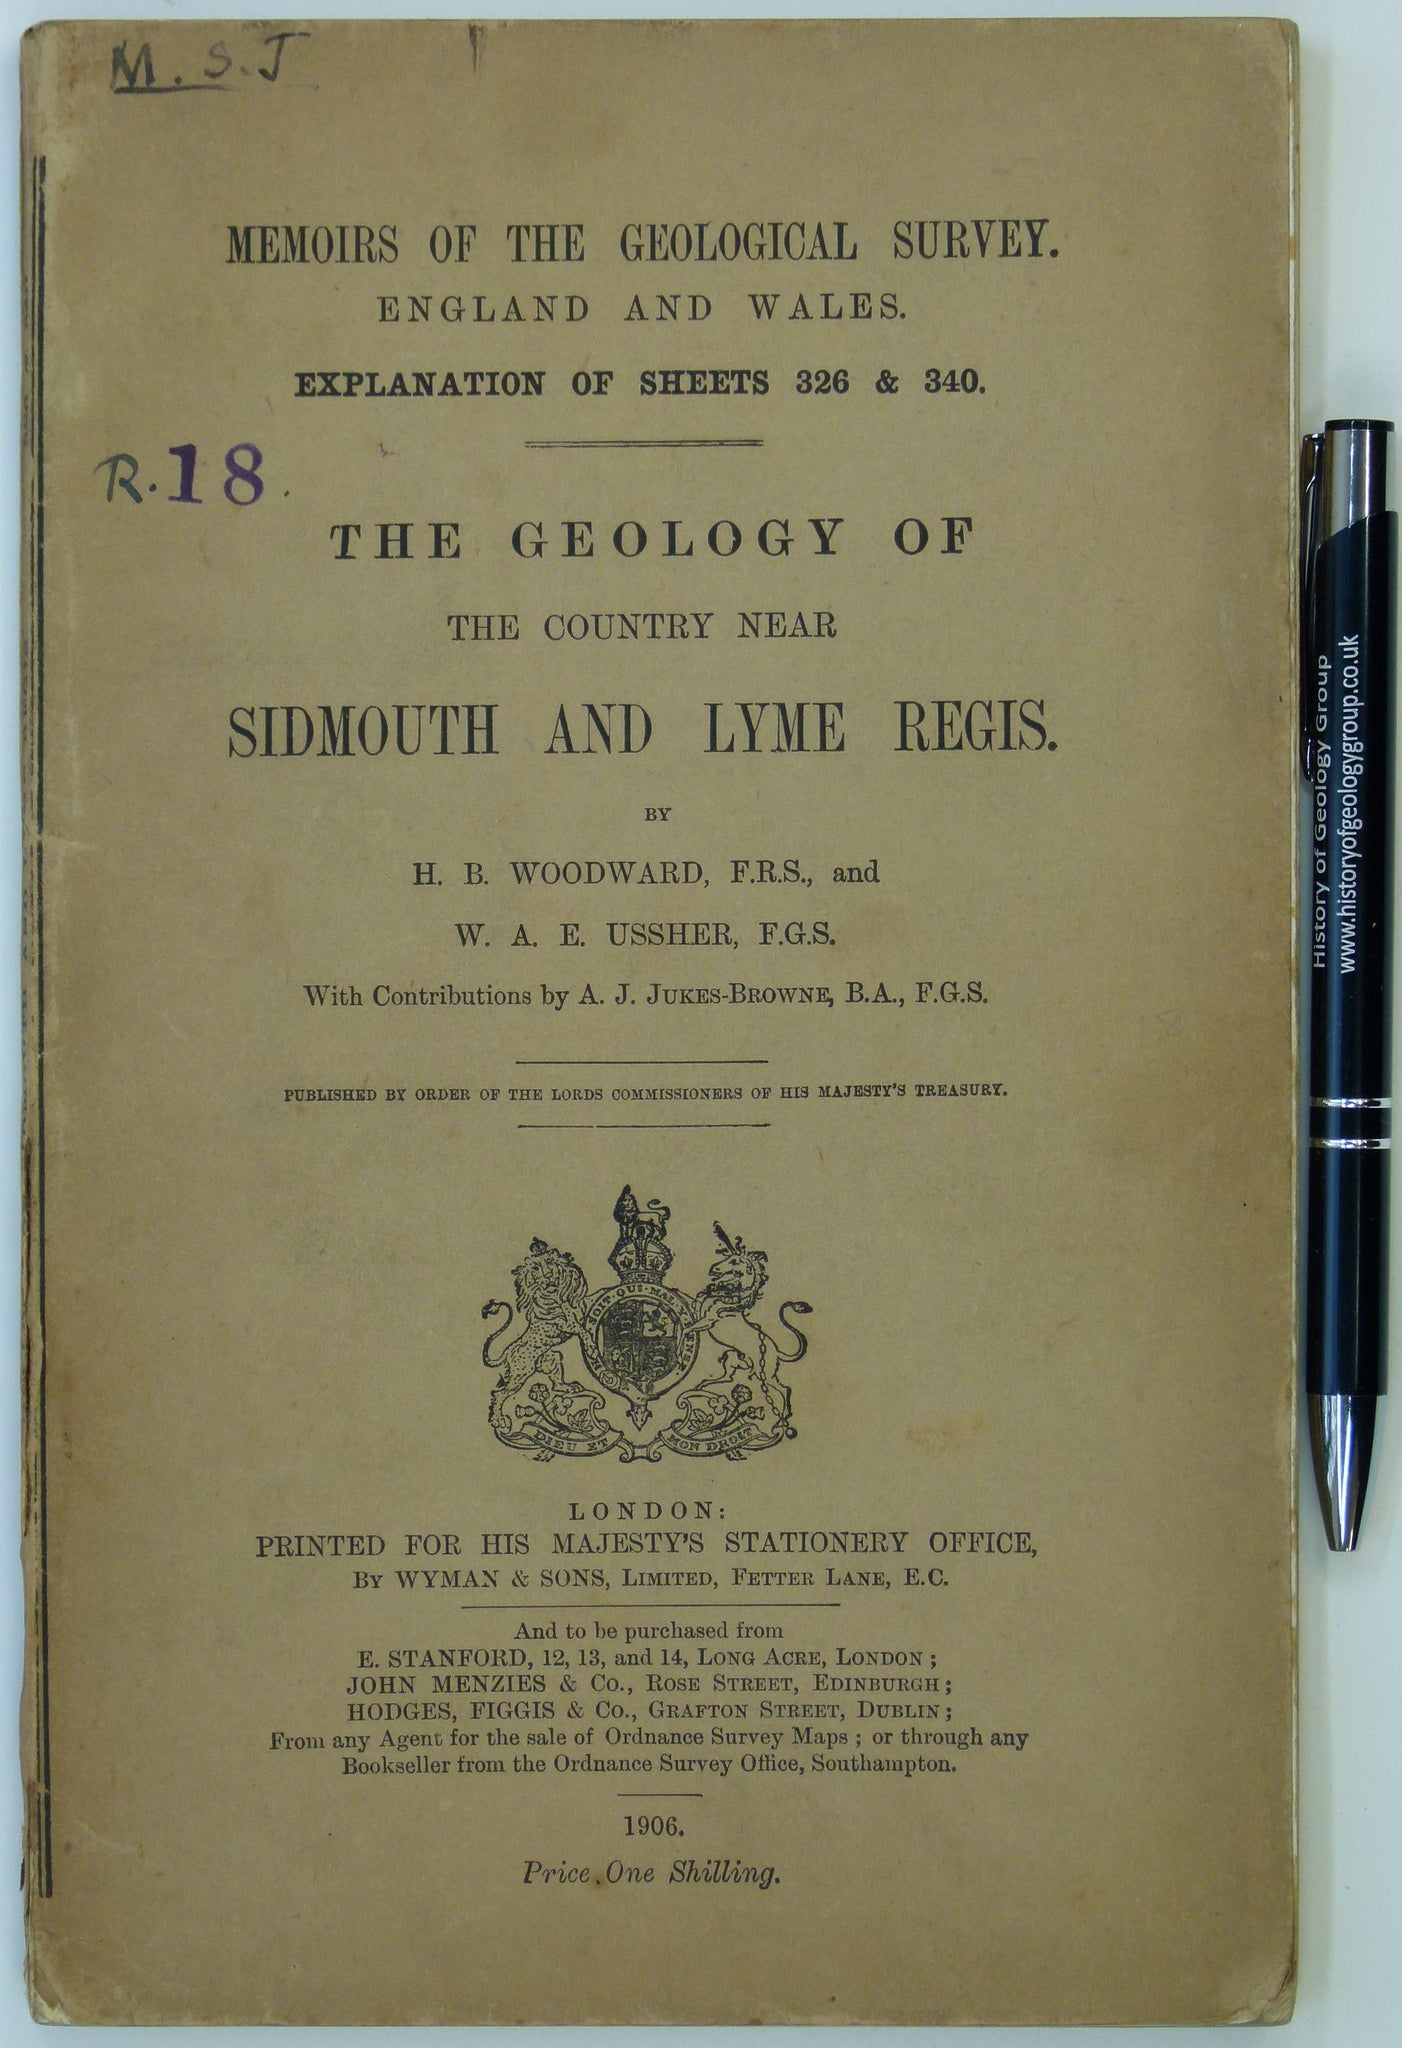 M. S. J
MEMOIRS OF THE GEOLOGICAL SURVEY.
ENGLAND AND WALES.
EXPLANATION OF SHEETS 326 & 340.
R. 18.
THE GEOLOGY OF
THE COUNTRY NEAR
SIDMOUTH AND LYME REGIS.
BY
H. B. WOODWARD, F.R.S., and
W. A. E. USSHER, F.G.S.
With Contributions by A. J. JUKES-BROWNE, B.A., F.G.S.
PUBLISHED BY ORDER OF THE LORDS COMMISSIONERS OF HIS MAJESTY'S TREASURY.
SOIT·QUI·MAL·Y
DIEU ET MON DROIT
LONDON:
PRINTED FOR HIS MAJESTY'S STATIONERY OFFICE,
BY WYMAN & SONS, LIMITED, FETTER LANE, E.C.
And to be purchased from
E. STANFORD, 12, 13, and 14, LONG ACRE, LONDON;
JOHN MENZIES & Co., ROSE STREET, EDINBURGH;
HODGES, FIGGIS & Co., GRAFTON STREET, DUBLIN;
From any Agent for the sale of Ordnance Survey Maps; or through any
Bookseller from the Ordnance Survey Office, Southampton.
1906.
Price One Shilling.
History of Geology Group
www.historyofgeologygroup.co.uk